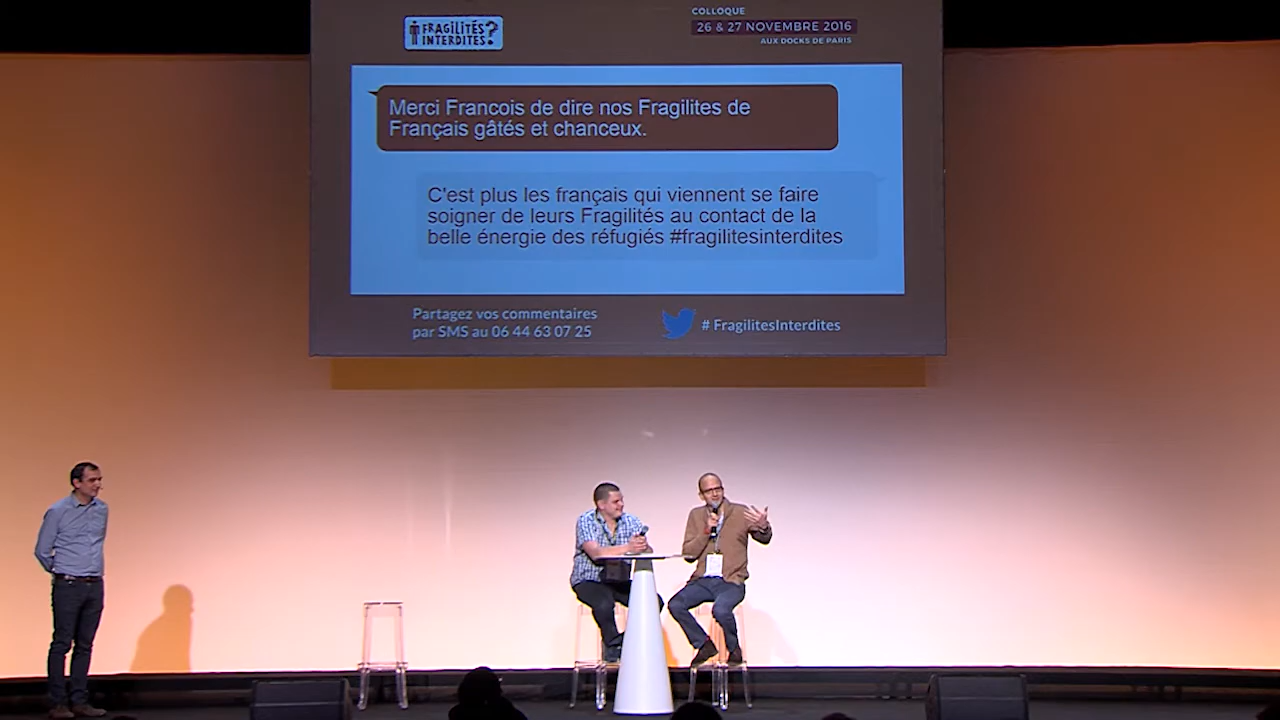 FRAGILITÉS
INTERDITES?
COLLOQUE
26 & 27 NOVEMBRE 2016
AUX DOCKS DE PARIS
Merci Francois de dire nos Fragilites de
Français gâtés et chanceux.
C'est plus les français qui viennent se faire
soigner de leurs Fragilités au contact de la
belle énergie des réfugiés #fragilitesinterdites
Partagez vos commentaires
par SMS au 06 44 63 07 25
# FragilitesInterdites